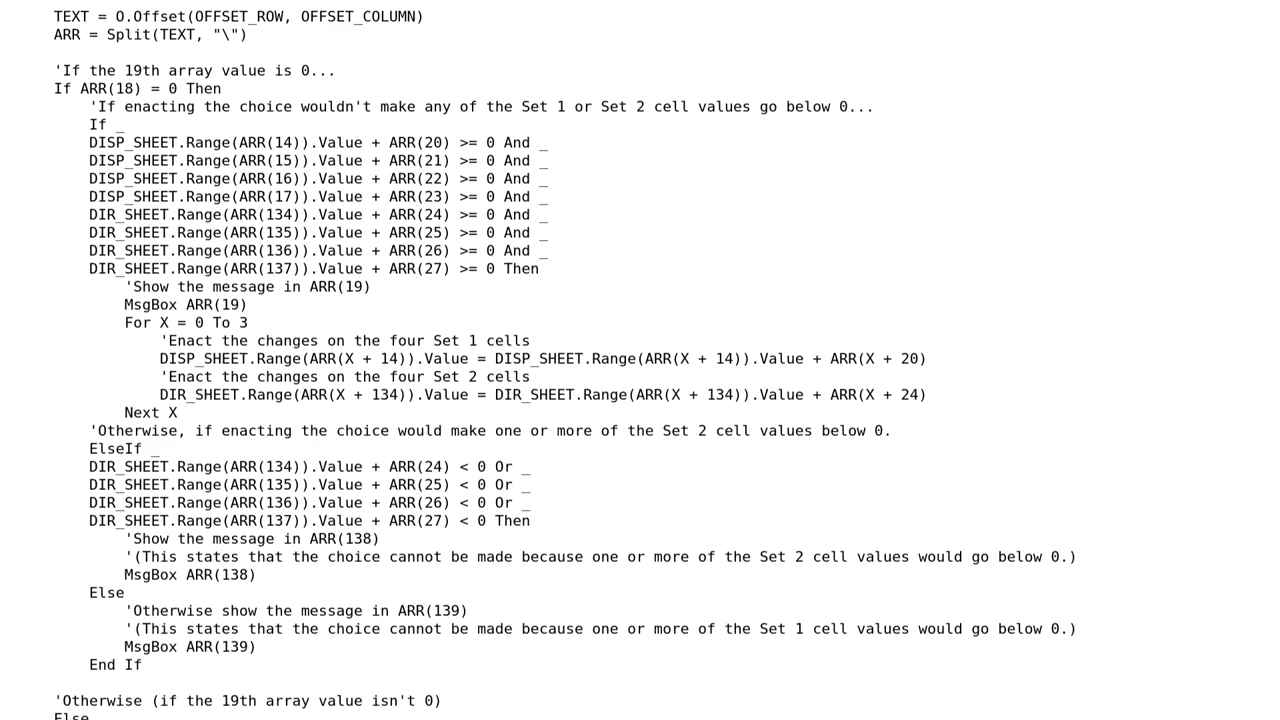 TEXT = O.Offset(OFFSET_ROW, OFFSET_COLUMN)
ARR = Split(TEXT, "\")
'If the 19th array value is 0...
If ARR(18) = 0 Then
'If enacting the choice wouldn't make any of the Set 1 or Set 2 cell values go below 0...
If _
DISP_SHEET.Range(ARR(14)).Value + ARR(20) >= 0 And _
DISP_SHEET.Range(ARR(15)).Value + ARR(21) >= 0 And _
DISP_SHEET.Range(ARR(16)).Value + ARR(22) >= 0 And _
DISP_SHEET.Range(ARR(17)).Value + ARR(23) >= 0 And _
DIR_SHEET.Range(ARR(134)).Value + ARR(24) >= 0 And _
DIR_SHEET.Range(ARR(135)).Value + ARR(25) >= 0 And _
DIR_SHEET.Range(ARR(136)).Value + ARR(26) >= 0 And _
DIR_SHEET.Range(ARR(137)).Value + ARR(27) >= 0 Then
'Show the message in ARR(19)
MsgBox ARR(19)
For X = 0 To 3
'Enact the changes on the four Set 1 cells
DISP_SHEET.Range(ARR(X + 14)).Value = DISP_SHEET.Range(ARR(X + 14)).Value + ARR(X + 20)
'Enact the changes on the four Set 2 cells
DIR_SHEET.Range(ARR(X + 134)).Value = DIR_SHEET.Range(ARR(X + 134)).Value + ARR(X + 24)
Next X
'Otherwise, if enacting the choice would make one or more of the Set 2 cell values below 0.
ElseIf _
DIR_SHEET.Range(ARR(134)).Value + ARR(24) < 0 Or _
DIR_SHEET.Range(ARR(135)).Value + ARR(25) < 0 Or _
DIR_SHEET.Range(ARR(136)).Value + ARR(26) < 0 Or _
DIR_SHEET.Range(ARR(137)).Value + ARR(27) < 0 Then
'Show the message in ARR(138)
'(This states that the choice cannot be made because one or more of the Set 2 cell values would go below 0.)
MsgBox ARR(138)
Else
'Otherwise show the message in ARR(139)
'(This states that the choice cannot be made because one or more of the Set 1 cell values would go below 0.)
MsgBox ARR(139)
End If
'Otherwise (if the 19th array value isn't 0)
Else